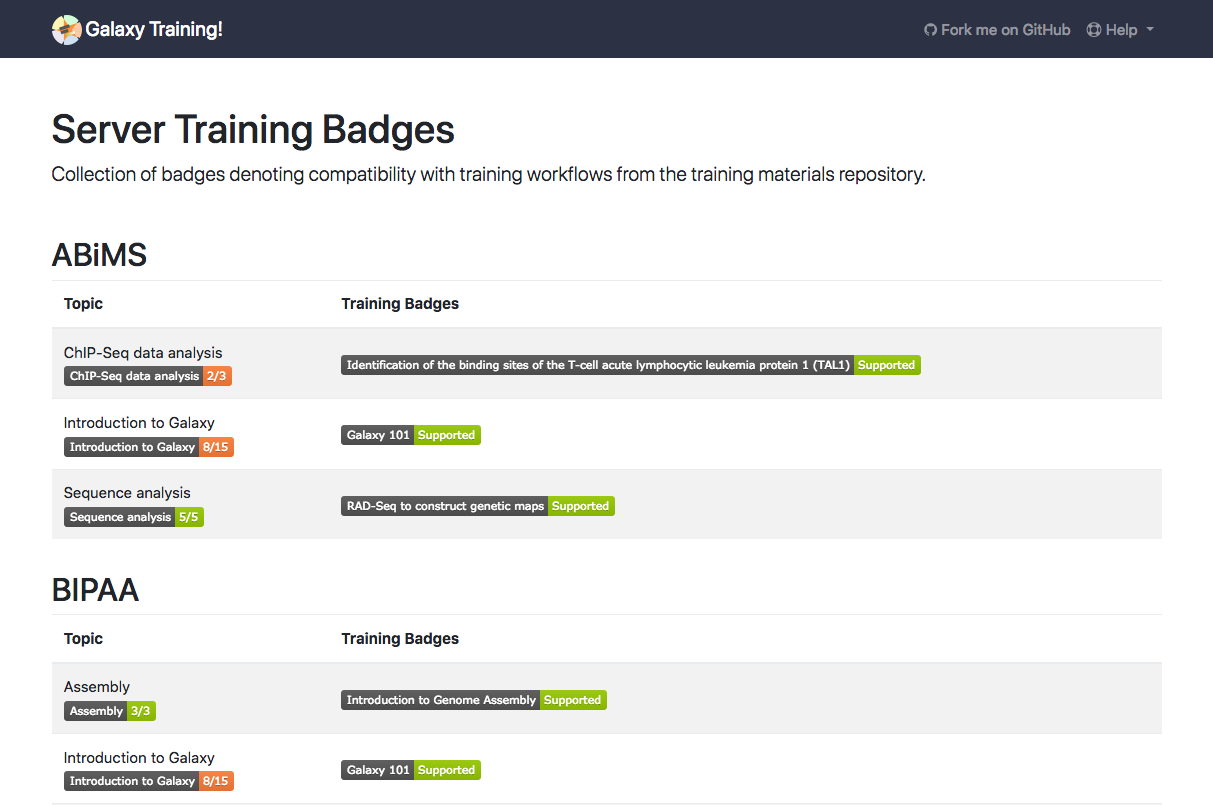 Galaxy Training!
Fork me on GitHub Help
Server Training Badges
Collection of badges denoting compatibility with training workflows from the training materials repository.
ABiMS
Topic Training Badges
ChIP-Seq data analysis
ChIP-Seq data analysis 2/3
Identification of the binding sites of the T-cell acute lymphocytic leukemia protein 1 (TAL1) Supported
Introduction to Galaxy
Introduction to Galaxy 8/15
Galaxy 101 Supported
Sequence analysis
Sequence analysis 5/5
RAD-Seq to construct genetic maps Supported
BIPAA
Topic Training Badges
Assembly
Assembly 3/3
Introduction to Genome Assembly Supported
Introduction to Galaxy
Introduction to Galaxy 8/15
Galaxy 101 Supported